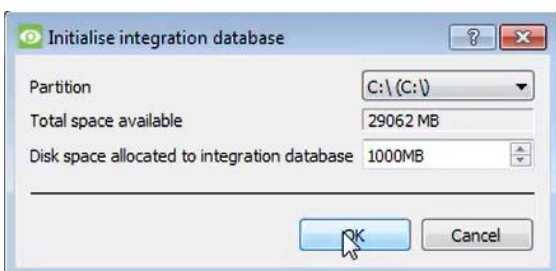 Initialise integration database
Partition C:\ (C:\)
Total space available 29062 MB
Disk space allocated to integration database 1000MB
OK Cancel